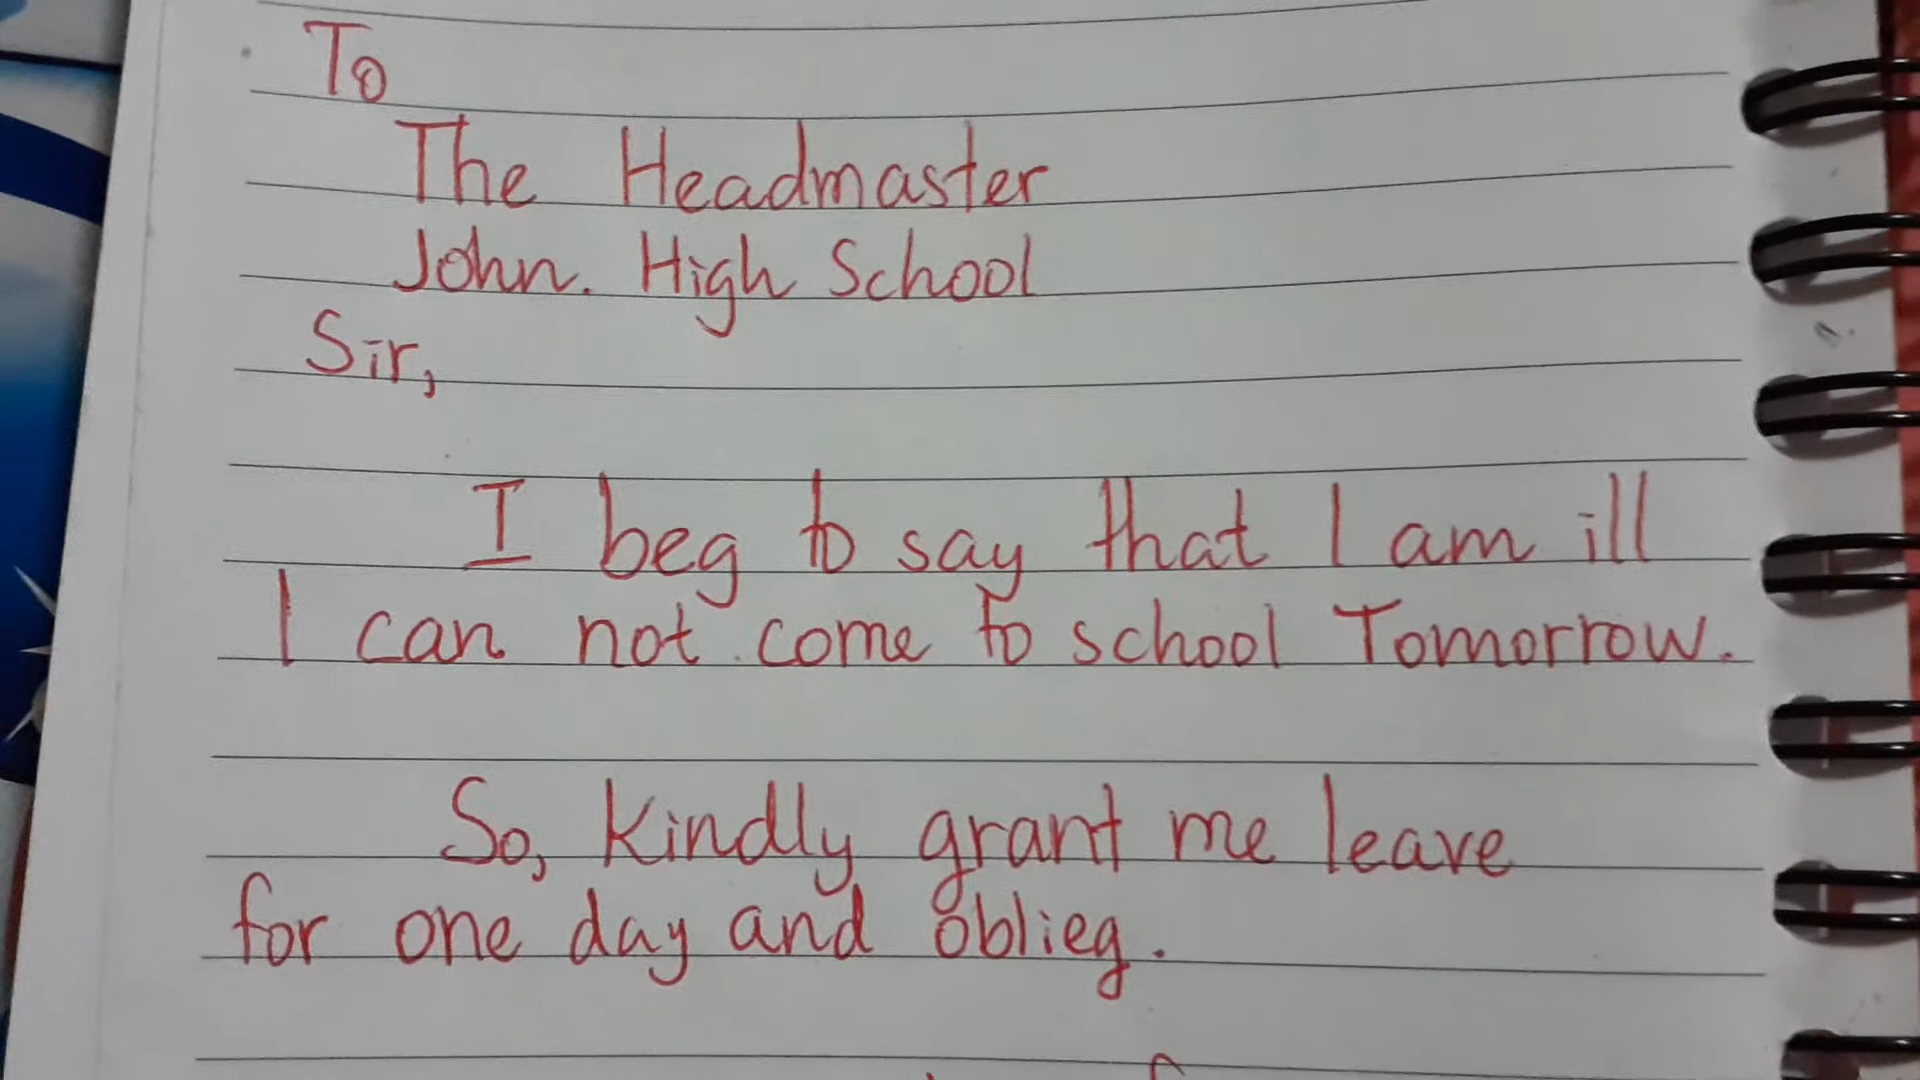 To
The Headmaster
John. High School
Sir,
I beg to say that I am ill
I can not come to school Tomorrow.
So, Kindly grant me leave
for one day and oblieg.